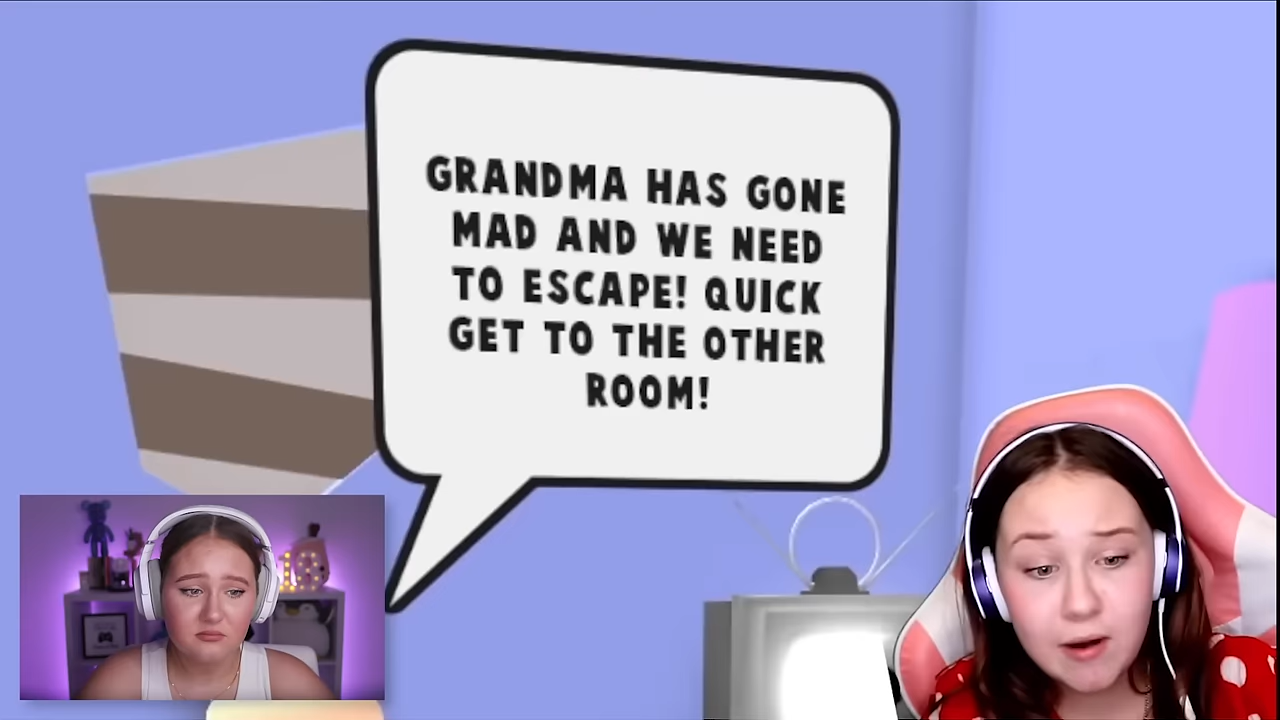 GRANDMA HAS GONE
MAD AND WE NEED
TO ESCAPE! QUICK
GET TO THE OTHER
ROOM!